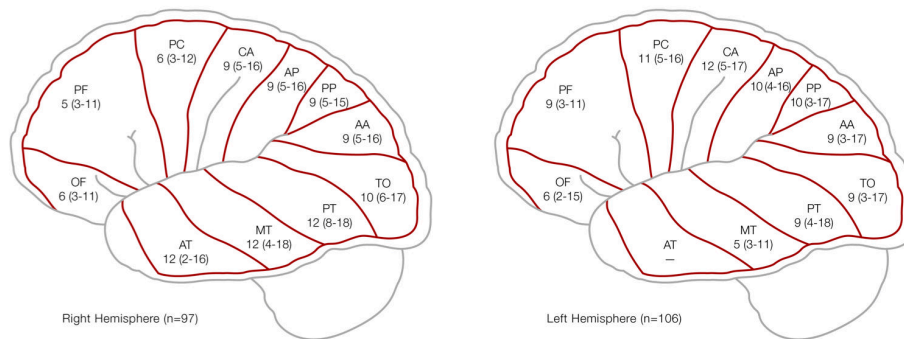 PF
5 (3-11)
PC
6 (3-12)
CA
9 (5-16)
AP
9 (5-16)
PP
9 (5-15)
AA
9 (5-16)
TO
10 (6-17)
OF
6 (3-11)
AT
12 (2-16)
MT
12 (4-18)
PT
12 (8-18)
Right Hemisphere (n=97)
PF
9 (3-11)
PC
11 (5-16)
CA
12 (5-17)
AP
10 (4-16)
PP
10 (3-17)
AA
9 (3-17)
TO
9 (3-17)
OF
6 (2-15)
AT
–
MT
5 (3-11)
PT
9 (4-18)
Left Hemisphere (n=106)